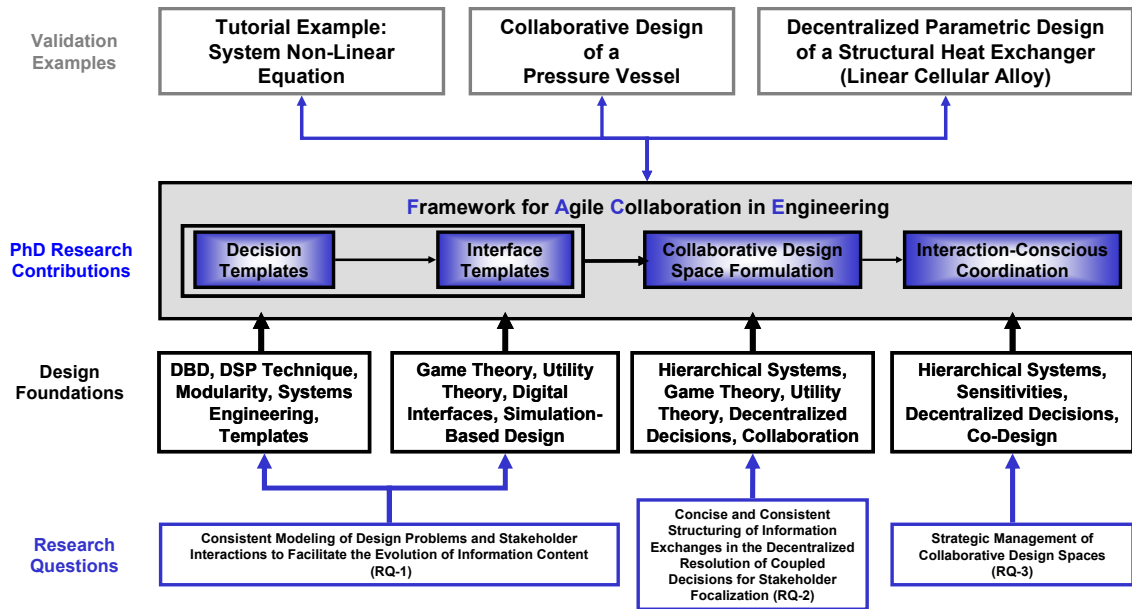 Validation
Examples
Tutorial Example:
System Non-Linear
Equation
Collaborative Design
of a
Pressure Vessel
Decentralized Parametric Design
of a Structural Heat Exchanger
(Linear Cellular Alloy)
PhD Research
Contributions
Framework for Agile Collaboration in Engineering
Decision
Templates
Interface
Templates
Collaborative Design
Space Formulation
Interaction-Conscious
Coordination
Design
Foundations
DBD, DSP Technique,
Modularity, Systems
Engineering,
Templates
Game Theory, Utility
Theory, Digital
Interfaces, Simulation-
Based Design
Hierarchical Systems,
Game Theory, Utility
Theory, Decentralized
Decisions, Collaboration
Hierarchical Systems,
Sensitivities,
Decentralized Decisions,
Co-Design
Research
Questions
Consistent Modeling of Design Problems and Stakeholder
Interactions to Facilitate the Evolution of Information Content
(RQ-1)
Concise and Consistent
Structuring of Information
Exchanges in the Decentralized
Resolution of Coupled
Decisions for Stakeholder
Focalization (RQ-2)
Strategic Management of
Collaborative Design Spaces
(RQ-3)